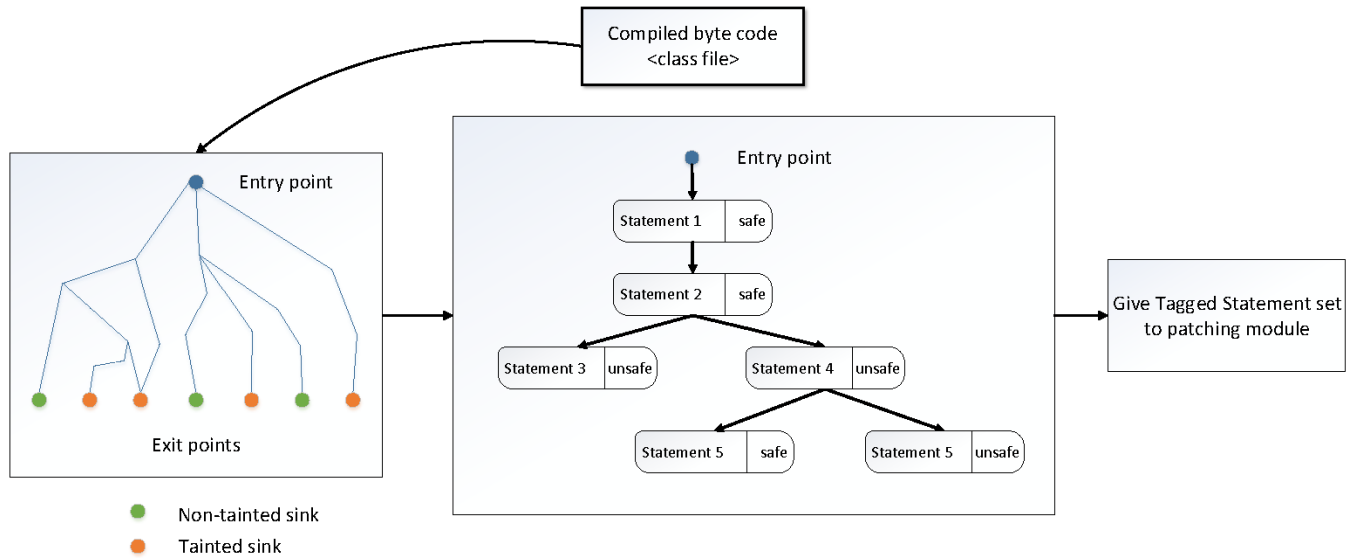 Compiled byte code
<class file>
Entry point
Exit points
Non-tainted sink
Tainted sink
Entry point
Statement 1 safe
Statement 2 safe
Statement 3 unsafe
Statement 4 unsafe
Statement 5 safe
Statement 5 unsafe
Give Tagged Statement set
to patching module